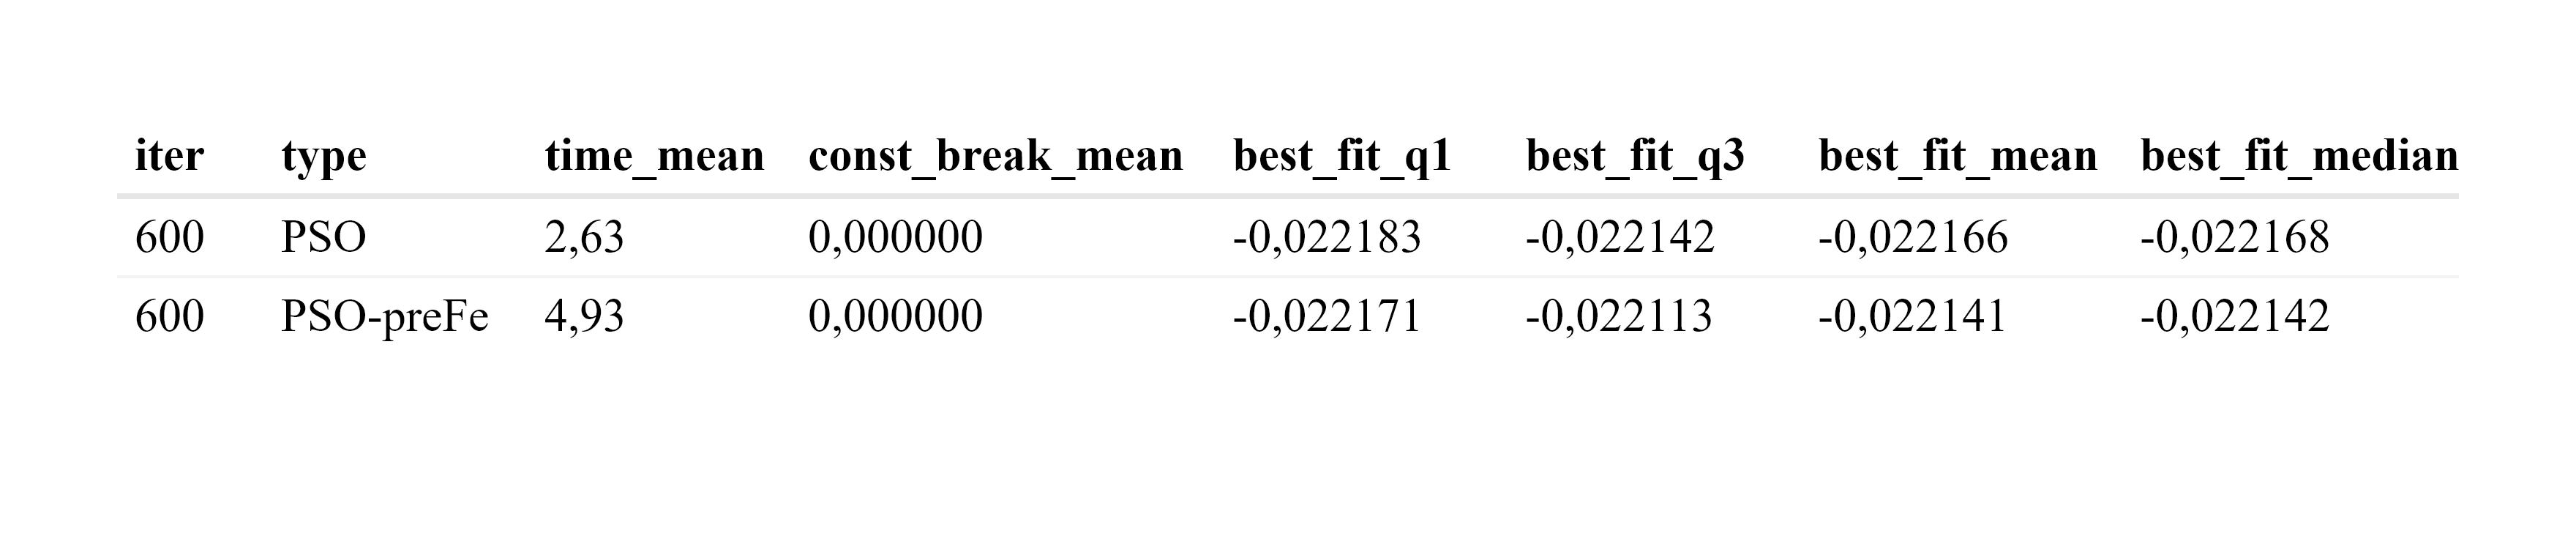 iter type time_mean const_break_mean best_fit_q1 best_fit_q3 best_fit_mean best_fit_median
600 PSO 2,63 0,000000 -0,022183 -0,022142 -0,022166 -0,022168
600 PSO-preFe 4,93 0,000000 -0,022171 -0,022113 -0,022141 -0,022142